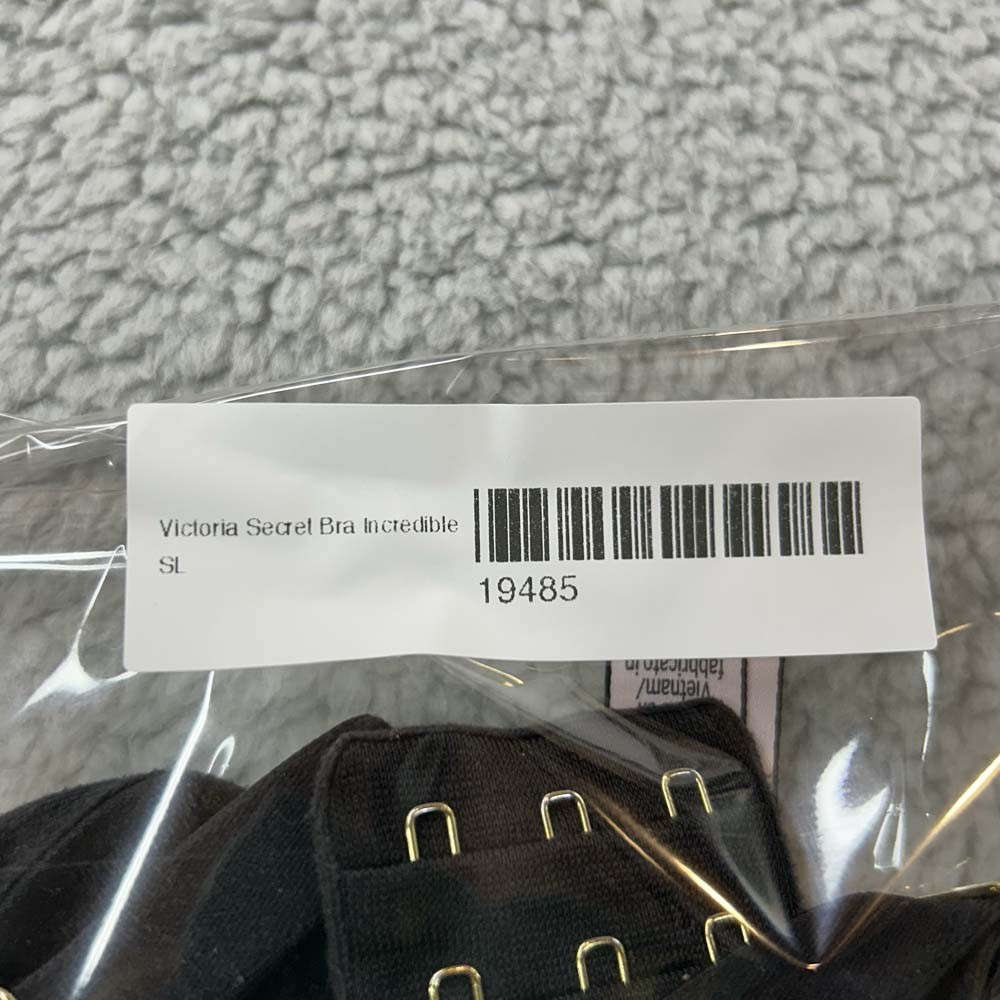 Victoria Secret Bra Incredible
SL
19485
fabbricato in
Vietnam/